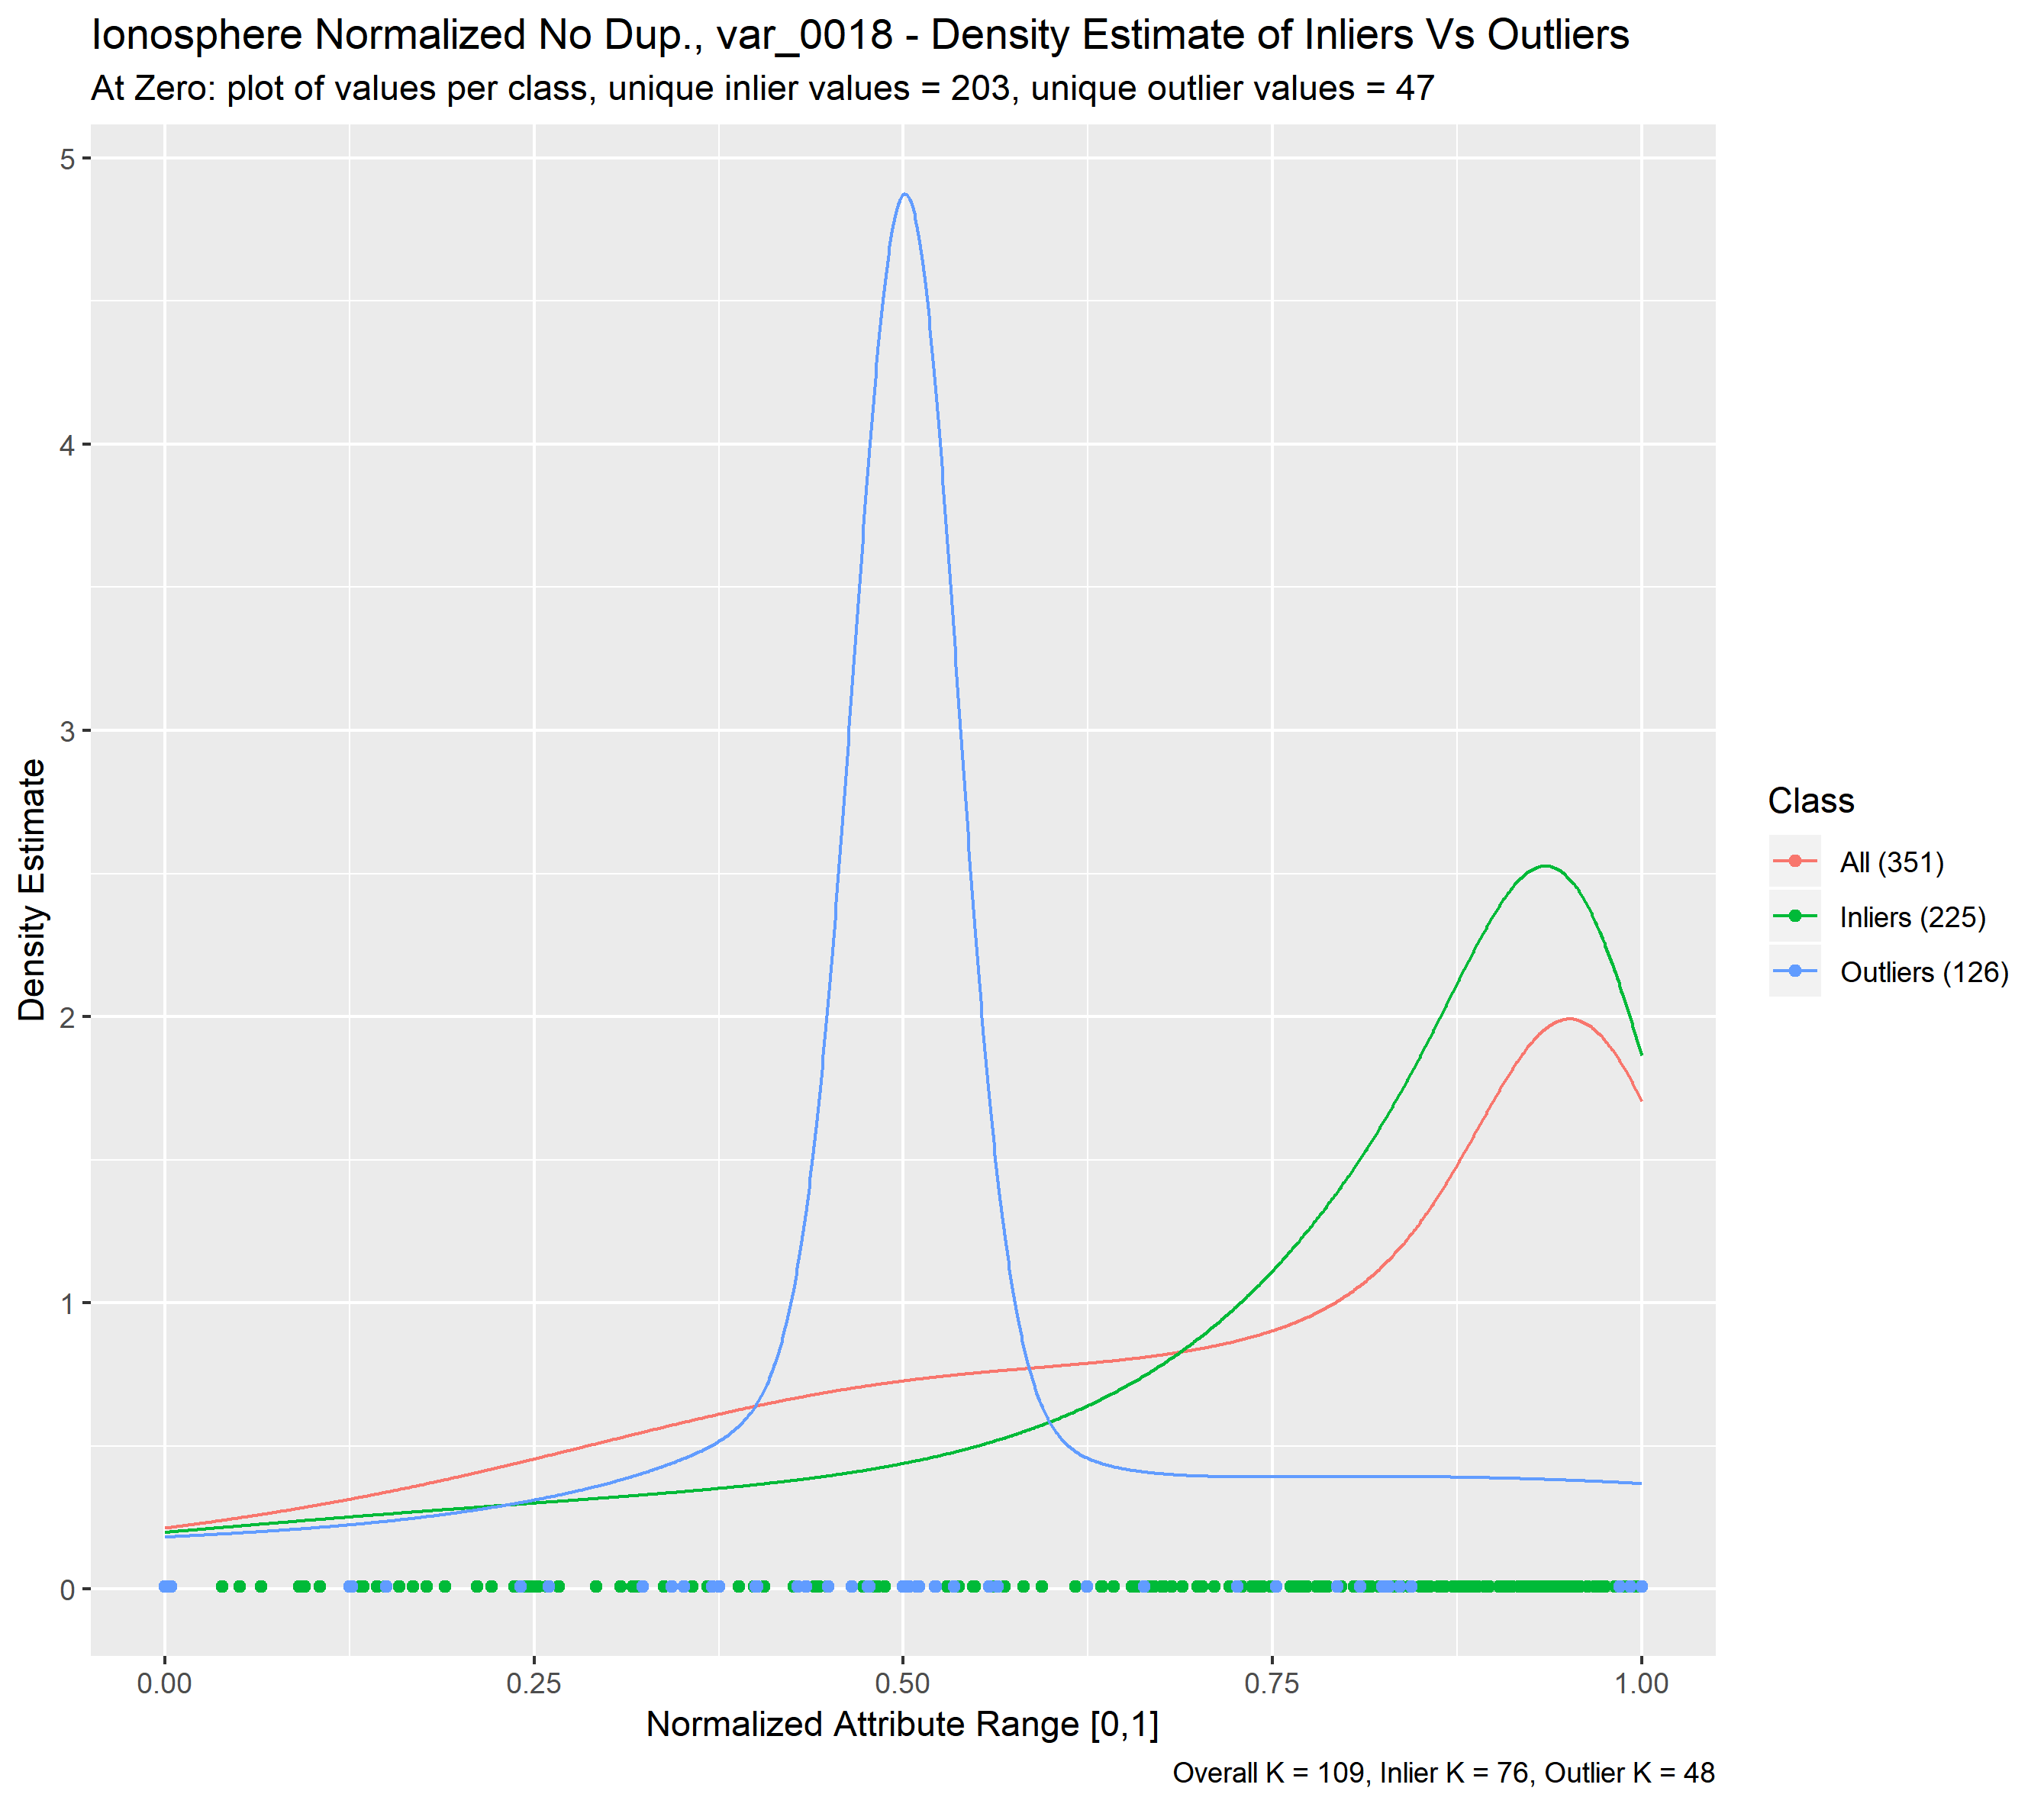 Ionosphere Normalized No Dup., var_0018 - Density Estimate of Inliers Vs Outliers
At Zero: plot of values per class, unique inlier values = 203, unique outlier values = 47
5
4
3
2
1
0
Density Estimate
0.00 0.25 0.50 0.75 1.00
Normalized Attribute Range [0,1]
Class
All (351)
Inliers (225)
Outliers (126)
Overall K = 109, Inlier K = 76, Outlier K = 48